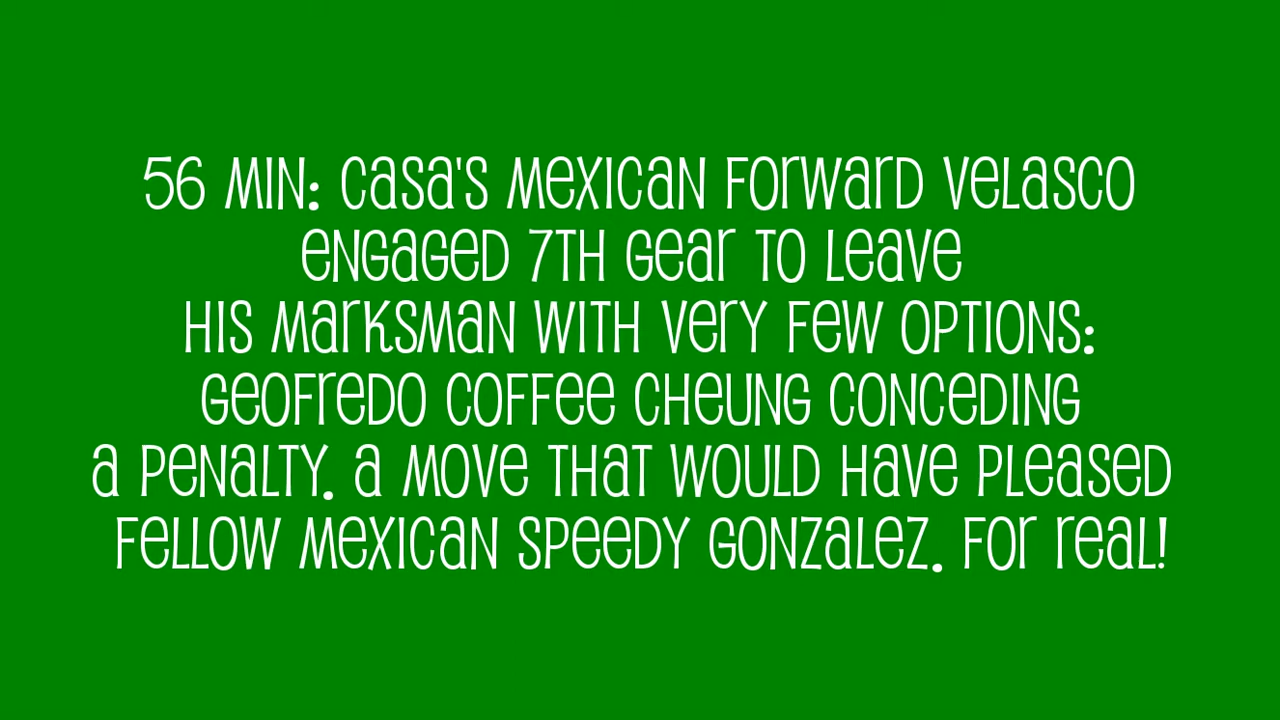 56 MIN: Casa's Mexican Forward Velasco
engaged 7th gear to leave
his marksman with very few options:
Geofredo Coffee Cheung conceding
a penalty. A move that would have pleased
fellow Mexican Speedy Gonzalez. For real!